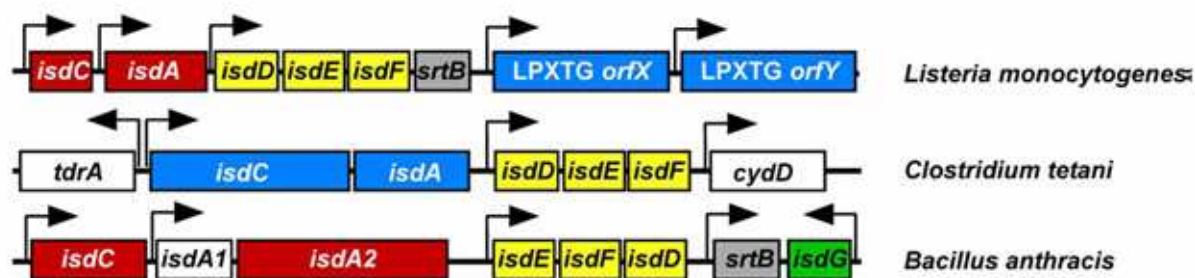 isdC isdA isdD isdE isdF srtB LPXTG orfX LPXTG orfY Listeria monocytogenes
tdrA isdC isdA isdD isdE isdF cydD Clostridium tetani
isdC isdA1 isdA2 isdE isdF isdD srtB isdG Bacillus anthracis